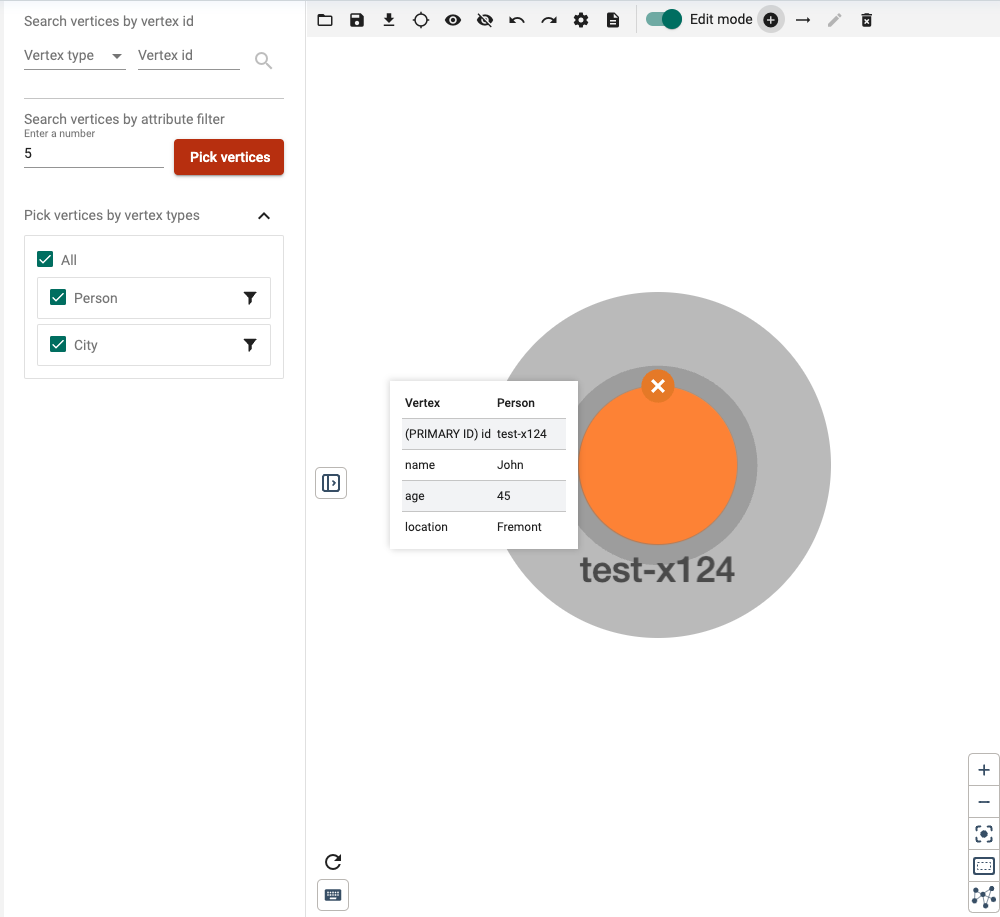 Search vertices by vertex id
Vertex type Vertex id
Search vertices by attribute filter
Enter a number
5
Pick vertices
Pick vertices by vertex types
All
Person
City
Edit mode
Vertex Person
(PRIMARY ID) id test-x124
name John
age 45
location Fremont
test-x124